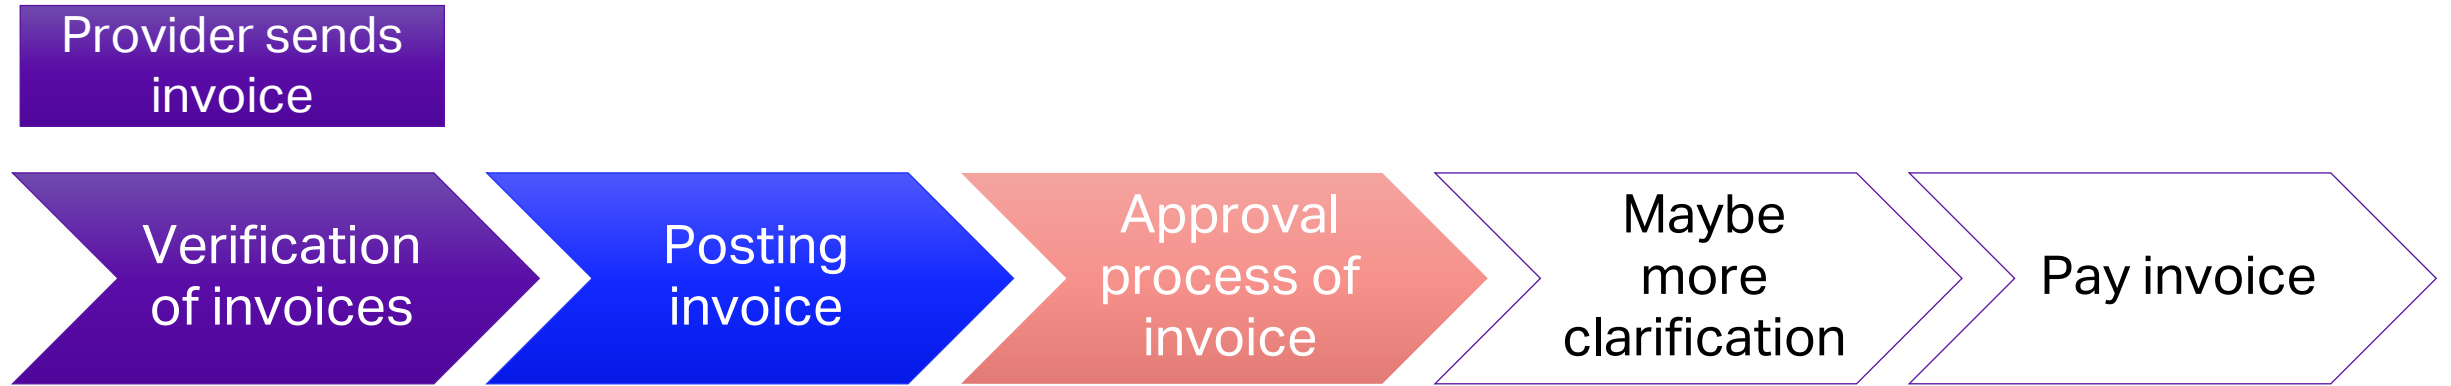 Provider sends
invoice
Verification
of invoices
Posting
invoice
Approval
process of
invoice
Maybe
more
clarification
Pay invoice